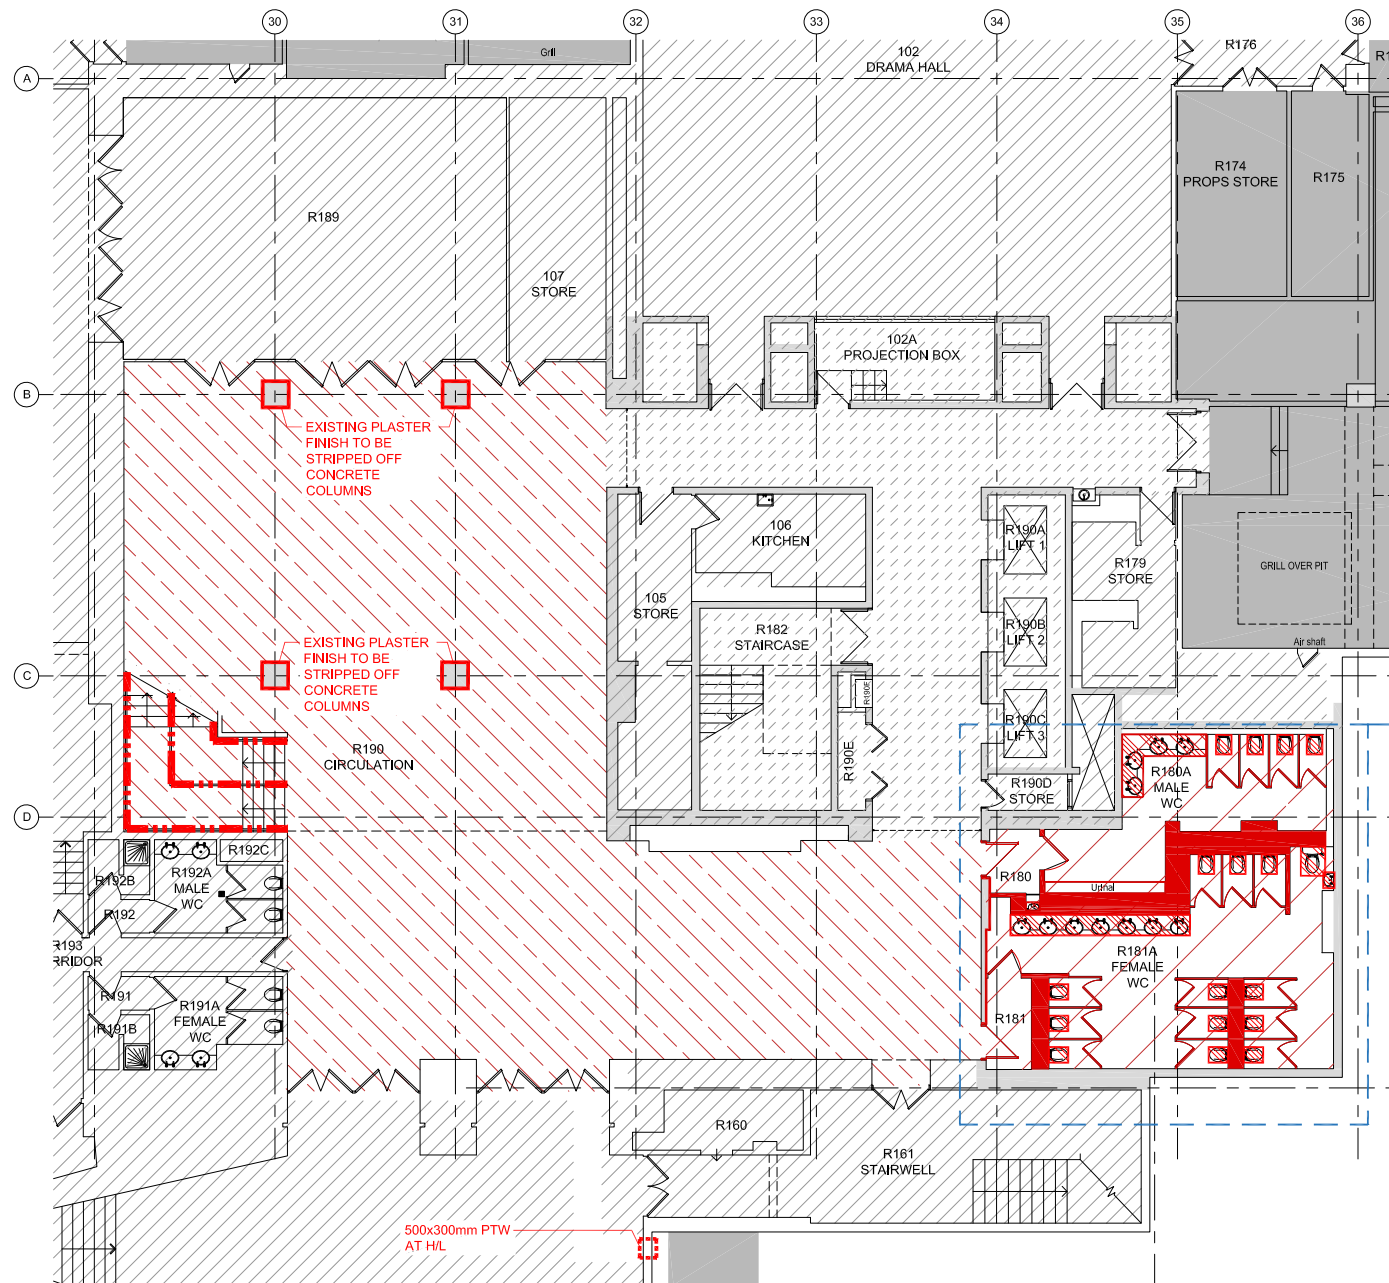 30
31
32
33
34
35
36
A
Grill
102
DRAMA HALL
R176
R174
PROPS STORE
R175
R189
107
STORE
102A
PROJECTION BOX
B
EXISTING PLASTER
FINISH TO BE
STRIPPED OFF
CONCRETE
COLUMNS
106
KITCHEN
R190A
LIFT 1
R179
STORE
GRILL OVER PIT
105
STORE
R182
STAIRCASE
R190B
LIFT 2
Air shaft
EXISTING PLASTER
FINISH TO BE
STRIPPED OFF
CONCRETE
COLUMNS
C
R190E
R190C
LIFT 3
R190
CIRCULATION
R190E
R190D
STORE
R180A
MALE
WC
D
R192C
R192B
R192A
MALE
WC
R192
R180
Urinal
R193
RRIDOR
R181A
FEMALE
WC
R191
R191A
FEMALE
WC
R191B
R181
R160
R161
STAIRWELL
500x300mm PTW
AT H/L